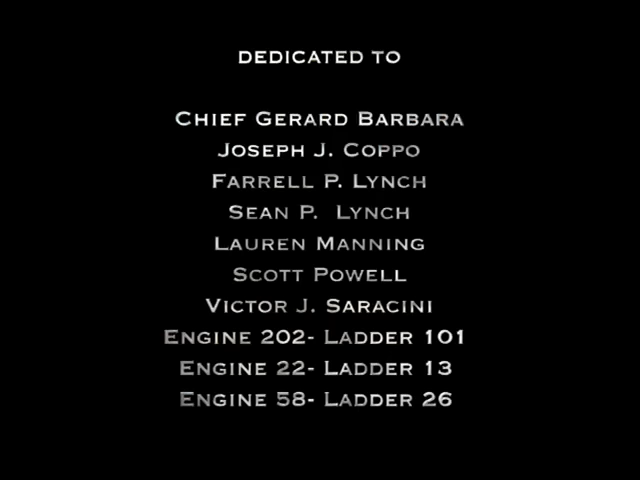 DEDICATED TO
CHIEF GERARD BARBARA
JOSEPH J. COPPO
FARRELL P. LYNCH
SEAN P. LYNCH
LAUREN MANNING
SCOTT POWELL
VICTOR J. SARACINI
ENGINE 202- LADDER 101
ENGINE 22- LADDER 13
ENGINE 58- LADDER 26